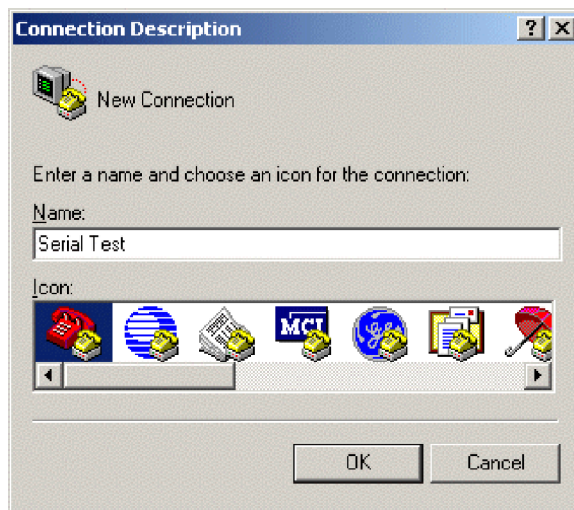 Connection Description
New Connection
Enter a name and choose an icon for the connection:
Name:
Serial Test
Icon:
MCI
OK
Cancel